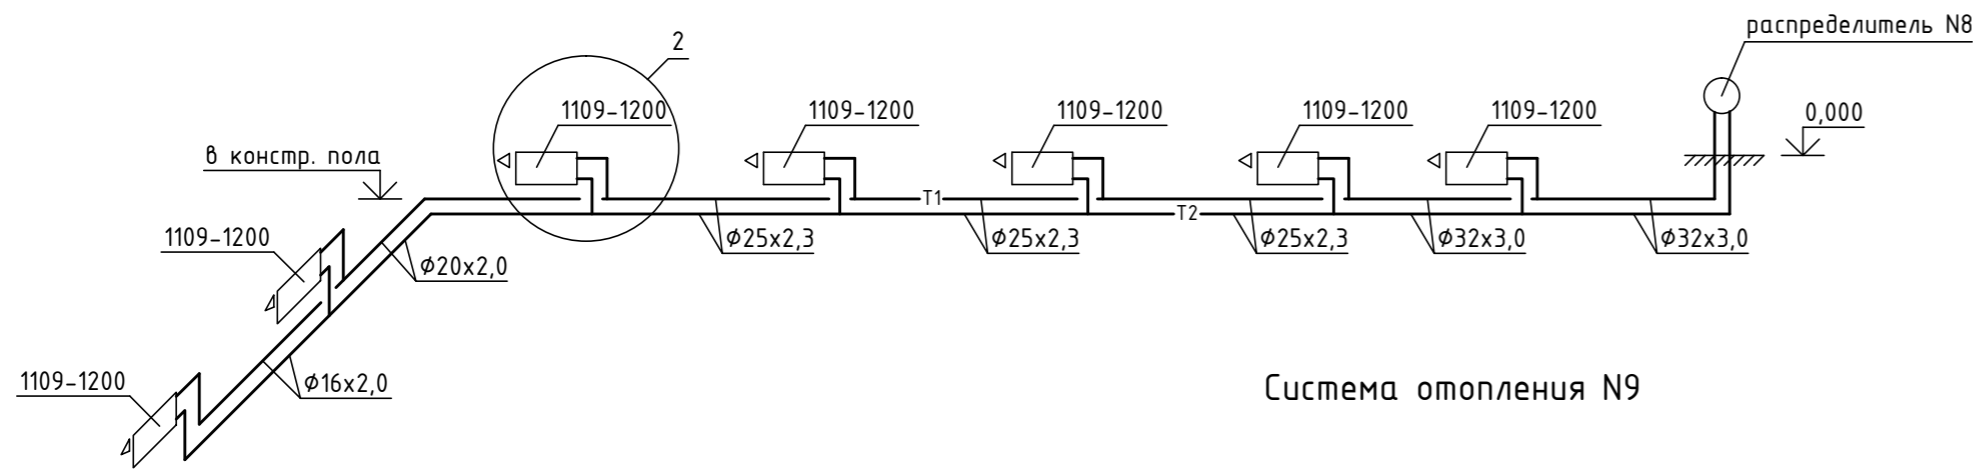 распределитель N8
2
1109-1200
1109-1200
1109-1200
1109-1200
1109-1200
0,000
в констр. пола
T1
T2
1109-1200
Ø25x2,3
Ø25x2,3
Ø25x2,3
Ø32x3,0
Ø32x3,0
Ø20x2,0
1109-1200
Ø16x2,0
Система отопления N9